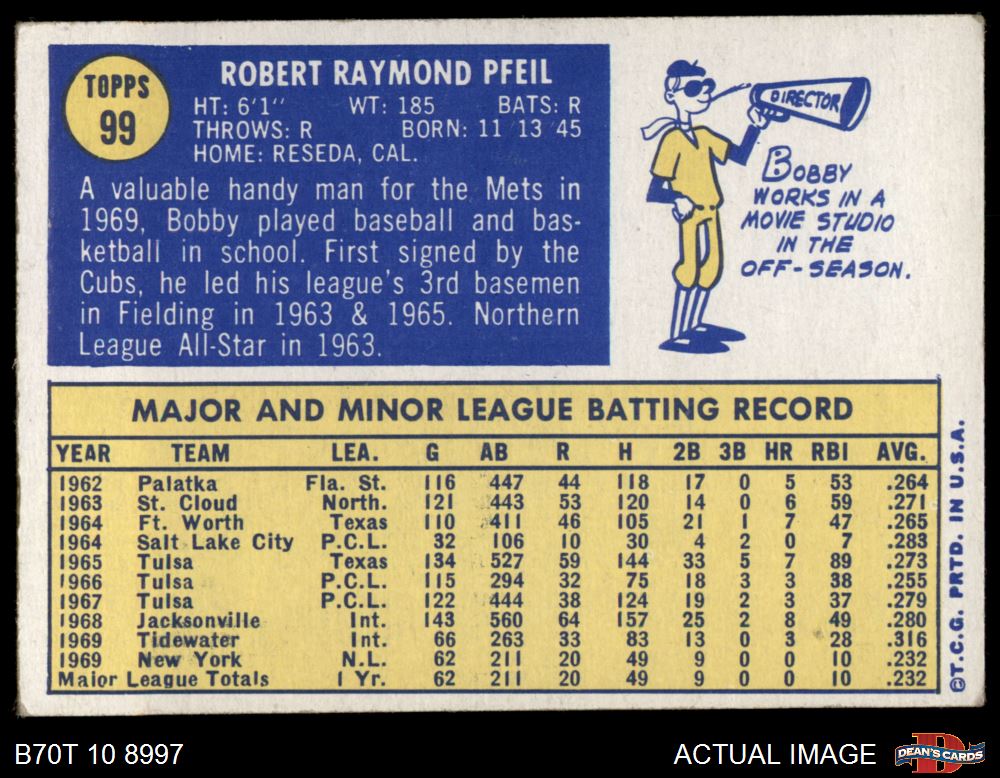 TOPPS
99
ROBERT RAYMOND PFEIL
HT: 6'1" WT: 185 BATS: R
THROWS: R BORN: 11 13 45
HOME: RESEDA, CAL.
A valuable handy man for the Mets in
1969, Bobby played baseball and bas-
ketball in school. First signed by the
Cubs, he led his league's 3rd basemen
in Fielding in 1963 & 1965. Northern
League All-Star in 1963.
DIRECTOR
BOBBY
WORKS IN A
MOVIE STUDIO
IN THE
OFF-SEASON.
MAJOR AND MINOR LEAGUE BATTING RECORD
YEAR TEAM LEA. G AB R H 2B 3B HR RBI AVG.
1962 Palatka Fla. St. 116 447 44 118 17 0 5 53 .264
1963 St. Cloud North. 121 443 53 120 14 0 6 59 .271
1964 Ft. Worth Texas 110 411 46 105 21 1 7 47 .265
1964 Salt Lake City P.C.L. 32 106 10 30 4 2 0 7 .283
1965 Tulsa Texas 134 527 59 144 33 5 7 89 .273
1966 Tulsa P.C.L. 115 294 32 75 18 3 3 38 .255
1967 Tulsa P.C.L. 122 444 38 124 19 2 3 37 .279
1968 Jacksonville Int. 143 560 64 157 25 2 8 49 .280
1969 Tidewater Int. 66 263 33 83 13 0 3 28 .316
1969 New York N.L. 62 211 20 49 9 0 0 10 .232
Major League Totals 1 Yr. 62 211 20 49 9 0 0 10 .232
©T.C.G. PRTD. IN U.S.A.
B70T 10 8997
ACTUAL IMAGE
DEAN'S CARDS